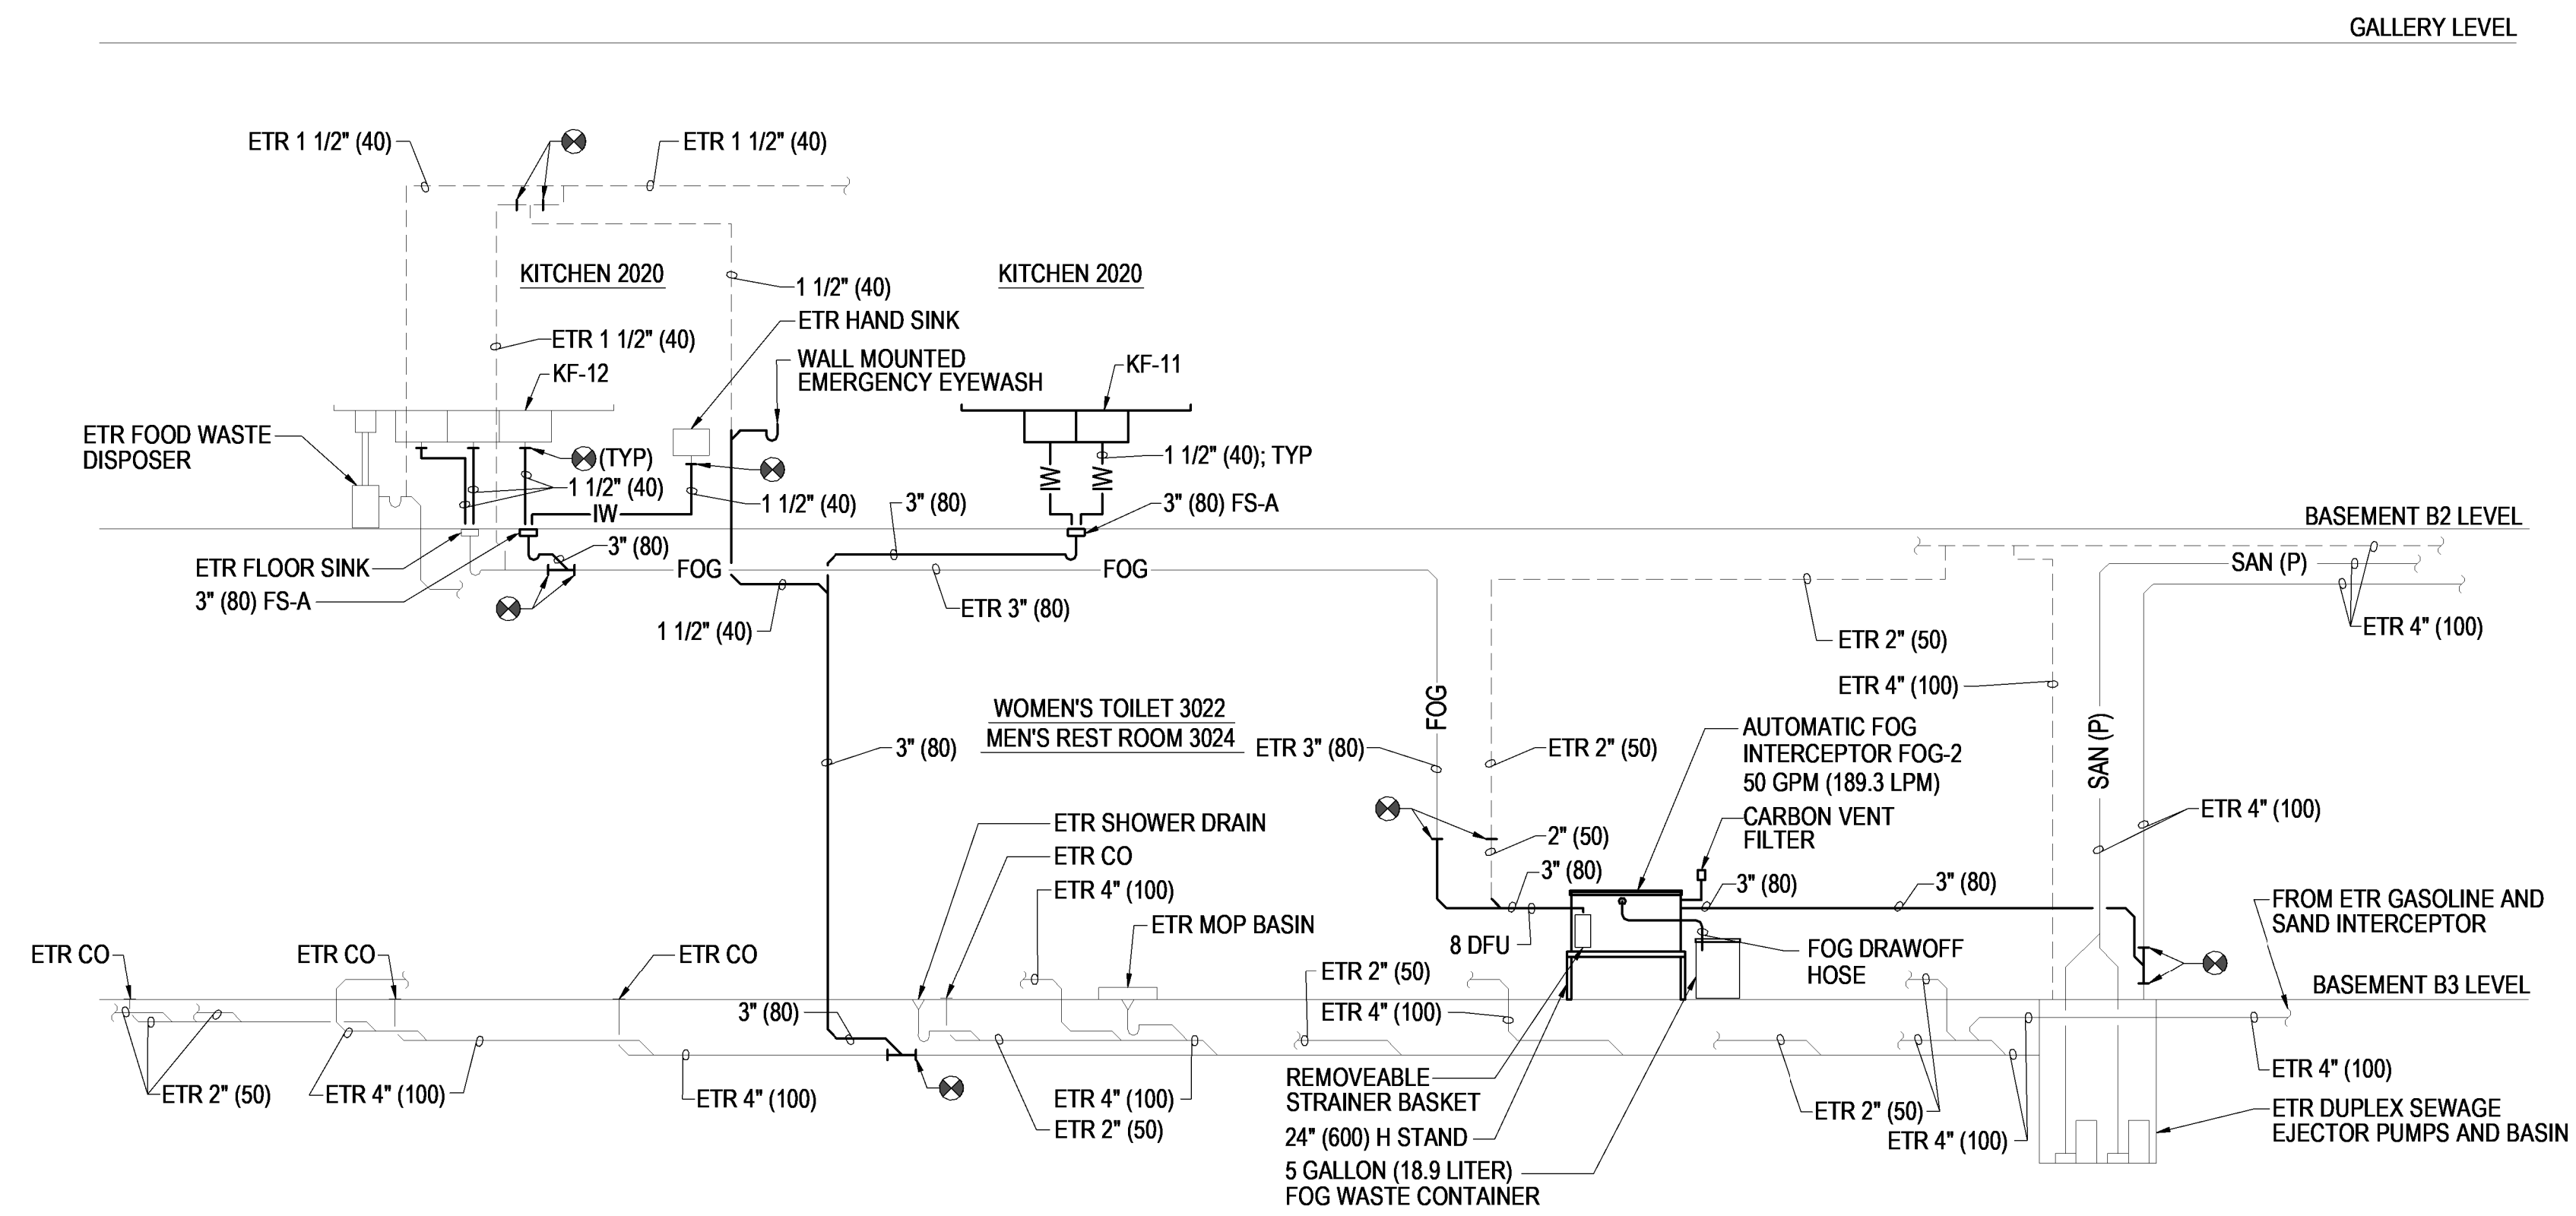 GALLERY LEVEL
ETR 1 1/2" (40)
ETR 1 1/2" (40)
KITCHEN 2020
KITCHEN 2020
1 1/2" (40)
ETR HAND SINK
ETR 1 1/2" (40)
WALL MOUNTED
EMERGENCY EYEWASH
KF-12
KF-11
ETR FOOD WASTE
DISPOSER
(TYP)
1 1/2" (40); TYP
IW
IW
1 1/2" (40)
1 1/2" (40)
3" (80)
3" (80) FS-A
IW
BASEMENT B2 LEVEL
3" (80)
ETR FLOOR SINK
FOG
FOG
SAN (P)
3" (80) FS-A
ETR 3" (80)
1 1/2" (40)
ETR 2" (50)
ETR 4" (100)
ETR 4" (100)
FOG
SAN (P)
WOMEN'S TOILET 3022
MEN'S REST ROOM 3024
3" (80)
ETR 3" (80)
ETR 2" (50)
AUTOMATIC FOG
INTERCEPTOR FOG-2
50 GPM (189.3 LPM)
CARBON VENT
FILTER
ETR 4" (100)
ETR SHOWER DRAIN
2" (50)
ETR CO
3" (80)
3" (80)
3" (80)
ETR 4" (100)
FROM ETR GASOLINE AND
SAND INTERCEPTOR
ETR MOP BASIN
8 DFU
FOG DRAWOFF
HOSE
ETR CO
ETR CO
ETR CO
ETR 2" (50)
BASEMENT B3 LEVEL
3" (80)
ETR 4" (100)
ETR 2" (50)
ETR 4" (100)
ETR 4" (100)
ETR 4" (100)
ETR 2" (50)
REMOVEABLE
STRAINER BASKET
24" (600) H STAND
5 GALLON (18.9 LITER)
FOG WASTE CONTAINER
ETR 2" (50)
ETR 4" (100)
ETR 4" (100)
ETR DUPLEX SEWAGE
EJECTOR PUMPS AND BASIN